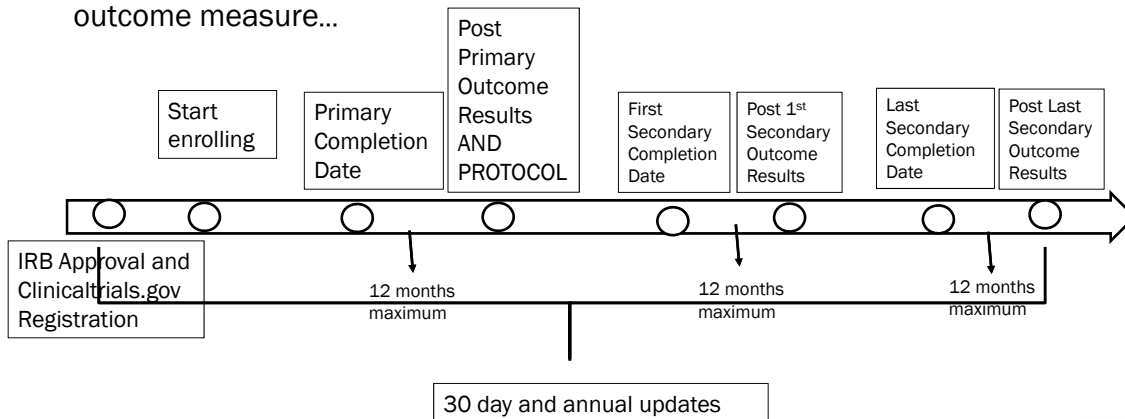 outcome measure...
Post
Primary
Outcome
Results
AND
PROTOCOL
Start
enrolling
Primary
Completion
Date
First
Secondary
Completion
Date
Post 1st
Secondary
Outcome
Results
Last
Secondary
Completion
Date
Post Last
Secondary
Outcome
Results
IRB Approval and
Clinicaltrials.gov
Registration
12 months
maximum
12 months
maximum
12 months
maximum
30 day and annual updates